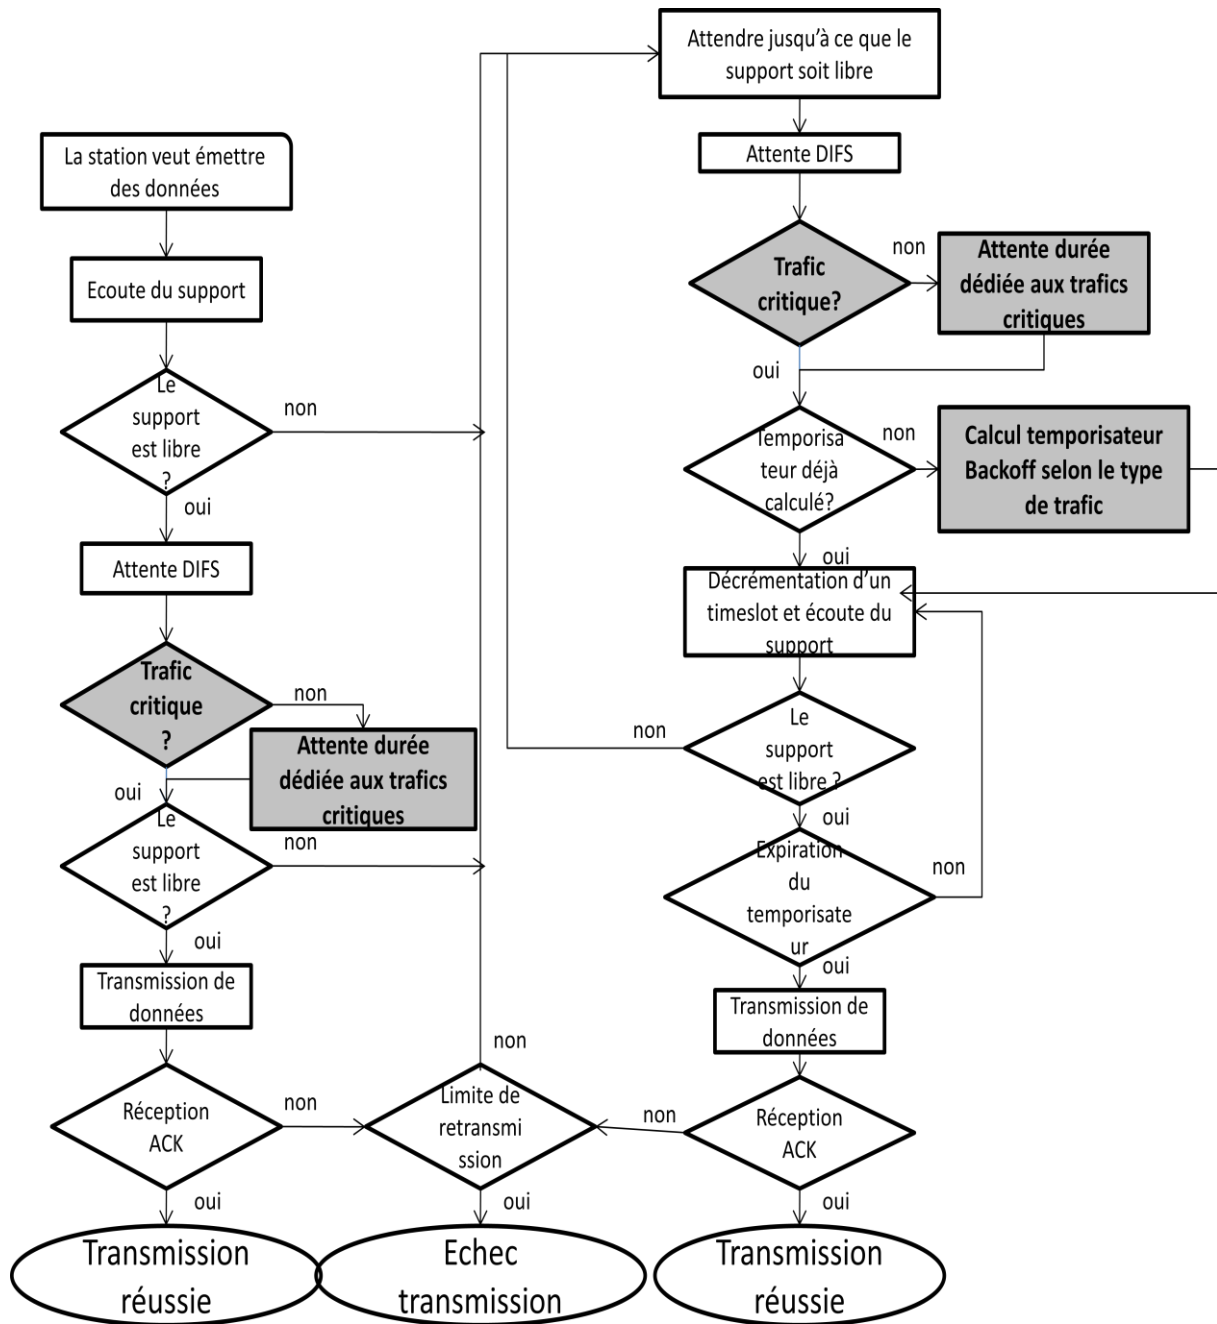 La station veut émettre
des données
Ecoute du support
Le
support
est libre
?
non
oui
Attente DIFS
Trafic
critique
?
non
Attente durée
dédiée aux trafics
critiques
oui
Le
support
est libre
?
non
oui
Transmission de
données
Réception
ACK
non
oui
Transmission
réussie
non
Limite de
retransmi
ssion
oui
Echec
transmission
Attendre jusqu’à ce que le
support soit libre
Attente DIFS
Trafic
critique?
non
Attente durée
dédiée aux trafics
critiques
oui
Temporisa
teur déjà
calculé?
non
Calcul temporisateur
Backoff selon le type
de trafic
oui
Décrémentation d’un
timeslot et écoute du
support
Le
support
est libre ?
non
oui
Expiration
du
temporisate
ur
non
oui
Transmission de
données
Réception
ACK
non
oui
Transmission
réussie